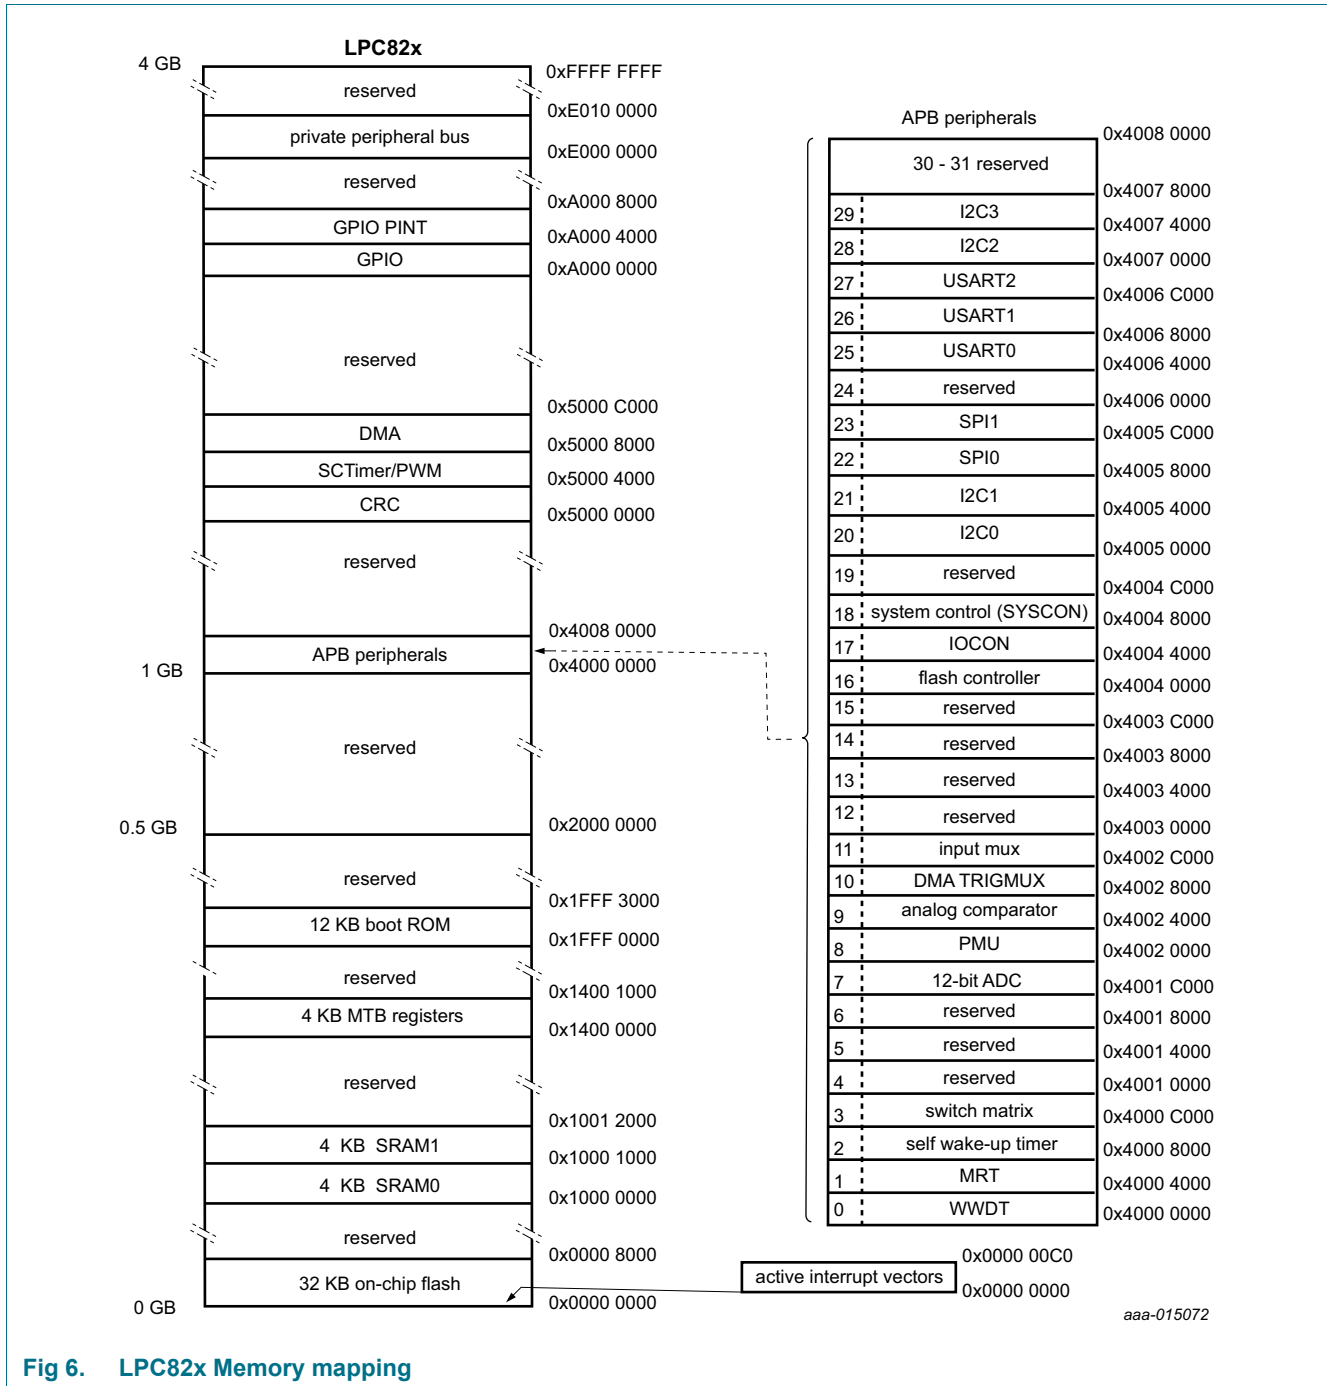 LPC82x
4 GB
0xFFFF FFFF
reserved
0xE010 0000
private peripheral bus
0xE000 0000
reserved
0xA000 8000
GPIO PINT
0xA000 4000
GPIO
0xA000 0000
reserved
0x5000 C000
DMA
0x5000 8000
SCTimer/PWM
0x5000 4000
CRC
0x5000 0000
reserved
0x4008 0000
APB peripherals
1 GB
0x4000 0000
reserved
0.5 GB
0x2000 0000
reserved
0x1FFF 3000
12 KB boot ROM
0x1FFF 0000
reserved
0x1400 1000
4 KB MTB registers
0x1400 0000
reserved
0x1001 2000
4 KB SRAM1
0x1000 1000
4 KB SRAM0
0x1000 0000
reserved
0x0000 8000
32 KB on-chip flash
0 GB
0x0000 0000
APB peripherals
0x4008 0000
30 - 31 reserved
0x4007 8000
29 I2C3
0x4007 4000
28 I2C2
0x4007 0000
27 USART2
0x4006 C000
26 USART1
0x4006 8000
25 USART0
0x4006 4000
24 reserved
0x4006 0000
23 SPI1
0x4005 C000
22 SPI0
0x4005 8000
21 I2C1
0x4005 4000
20 I2C0
0x4005 0000
19 reserved
0x4004 C000
18 system control (SYSCON)
0x4004 8000
17 IOCON
0x4004 4000
16 flash controller
0x4004 0000
15 reserved
0x4003 C000
14 reserved
0x4003 8000
13 reserved
0x4003 4000
12 reserved
0x4003 0000
11 input mux
0x4002 C000
10 DMA TRIGMUX
0x4002 8000
9 analog comparator
0x4002 4000
8 PMU
0x4002 0000
7 12-bit ADC
0x4001 C000
6 reserved
0x4001 8000
5 reserved
0x4001 4000
4 reserved
0x4001 0000
3 switch matrix
0x4000 C000
2 self wake-up timer
0x4000 8000
1 MRT
0x4000 4000
0 WWDT
0x4000 0000
0x0000 00C0
active interrupt vectors
0x0000 0000
aaa-015072
Fig 6. LPC82x Memory mapping